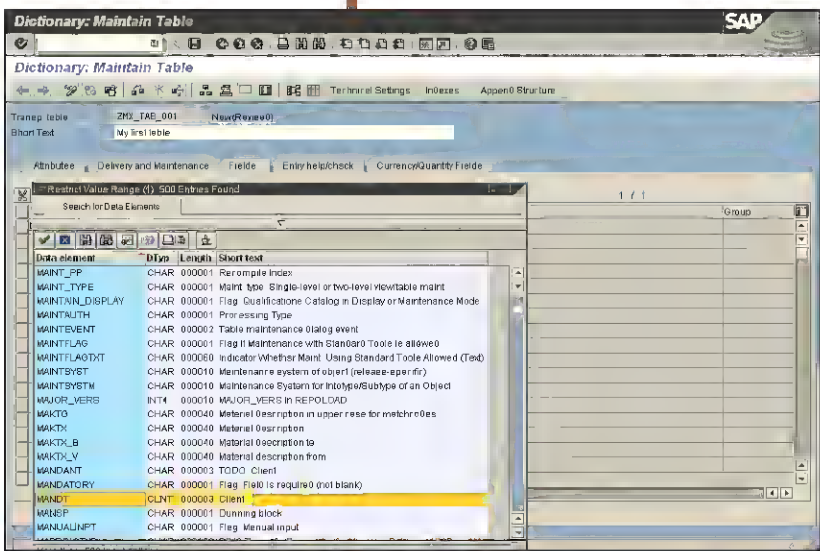 Dictionary: Maintain Table
SAP
Dictionary: Maintain Table
Technical Settings Indexes Append Structure
Transp table ZMX_TAB_001 New(Revised)
Short Text My first table
Attributes Delivery and Maintenance Fields Entry help/check Currency/Quantity Fields
Restrict Value Range (1) 500 Entries Found
1 / 1
Search for Data Elements
Group
Data element DTyp Length Short text
MAINT_PP CHAR 000001 Recompile Index
MAINT_TYPE CHAR 000001 Maint type Single-level or two-level view/table maint
MAINTAIN_DISPLAY CHAR 000001 Flag Qualifications Catalog in Display or Maintenance Mode
MAINTAUTH CHAR 000001 Processing Type
MAINTEVENT CHAR 000002 Table maintenance Dialog event
MAINTFLAG CHAR 000001 Flag if Maintenance with Standard Tools is allowed
MAINTFLAGTXT CHAR 000060 Indicator Whether Maint Using Standard Tools Allowed (Text)
MAINTSYST CHAR 000010 Maintenance system of object (release-specific)
MAINTSYSTM CHAR 000010 Maintenance System for Infotype/Subtype of an Object
MAJOR_VERS INT4 000010 MAJOR_VERS in REPOLOAD
MAKTG CHAR 000040 Material Description in upper case for matchcodes
MAKTX CHAR 000040 Material Description
MAKTX_B CHAR 000040 Material Description to
MAKTX_V CHAR 000040 Material description from
MANDANT CHAR 000003 TODO Client
MANDATORY CHAR 000001 Flag Field is required (not blank)
MANDT CLNT 000003 Client
MANSP CHAR 000001 Dunning block
MANUALINPT CHAR 000001 Flag Manual input